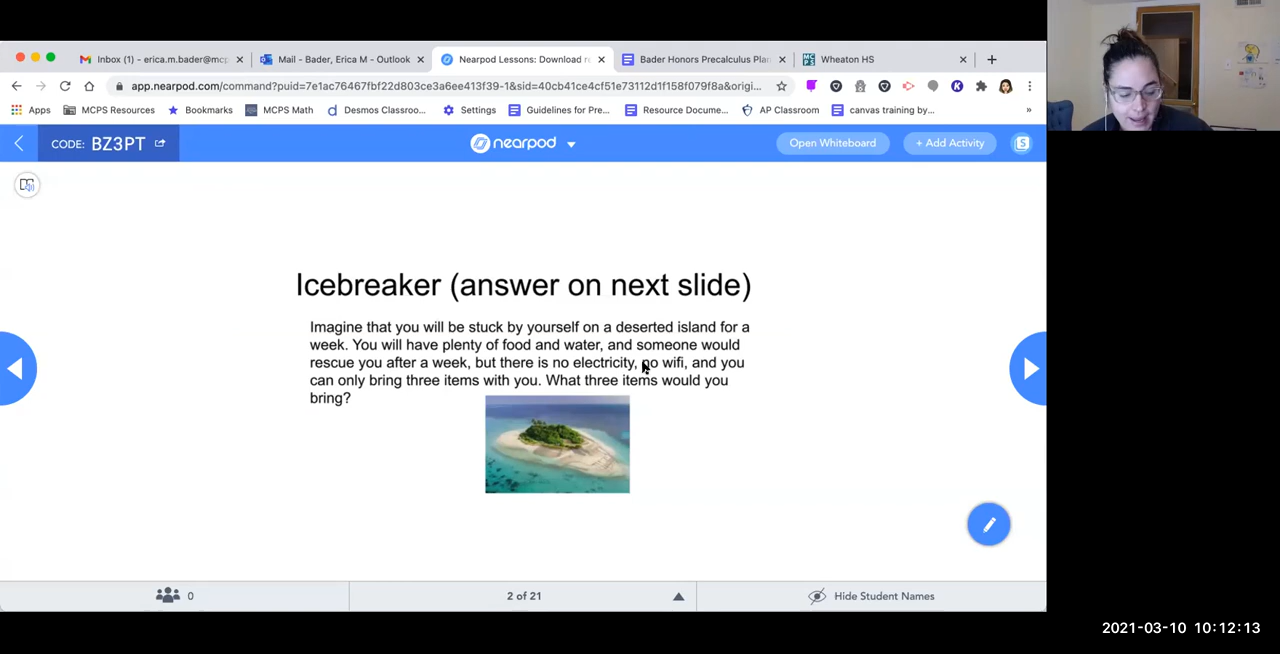 Inbox (1) - erica.m.bader@mcp
Mail - Bader, Erica M - Outlook
Nearpod Lessons: Download r
Bader Honors Precalculus Plan
Wheaton HS
app.nearpod.com/command?puid=7e1ac76467fbf22d803ce3a6ee413f39-1&sid=40cb41ce4cf51e73112d1f158f079f8a&origi...
Apps
MCPS Resources
Bookmarks
MCPS Math
Desmos Classroo...
Settings
Guidelines for Pre...
Resource Docume...
AP Classroom
canvas training by...
»
CODE: BZ3PT
nearpod
Open Whiteboard
+ Add Activity
S
Icebreaker (answer on next slide)
Imagine that you will be stuck by yourself on a deserted island for a
week. You will have plenty of food and water, and someone would
rescue you after a week, but there is no electricity, no wifi, and you
can only bring three items with you. What three items would you
bring?
0
2 of 21
Hide Student Names
2021-03-10 10:12:13